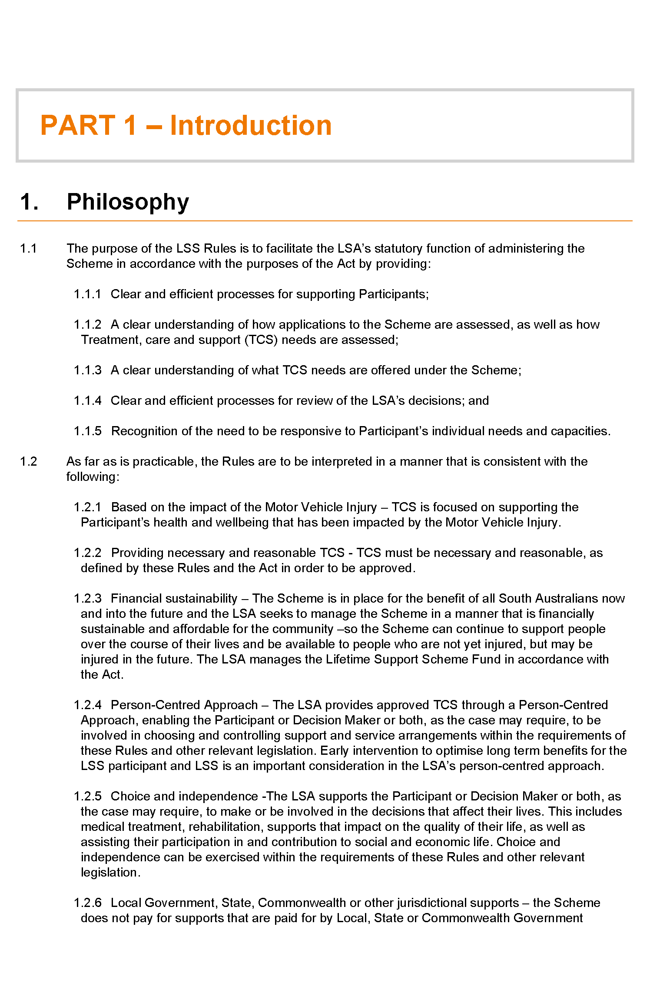 PART 1 – Introduction
1. Philosophy
1.1 The purpose of the LSS Rules is to facilitate the LSA’s statutory function of administering the
Scheme in accordance with the purposes of the Act by providing:
1.1.1 Clear and efficient processes for supporting Participants;
1.1.2 A clear understanding of how applications to the Scheme are assessed, as well as how
Treatment, care and support (TCS) needs are assessed;
1.1.3 A clear understanding of what TCS needs are offered under the Scheme;
1.1.4 Clear and efficient processes for review of the LSA’s decisions; and
1.1.5 Recognition of the need to be responsive to Participant’s individual needs and capacities.
1.2 As far as is practicable, the Rules are to be interpreted in a manner that is consistent with the
following:
1.2.1 Based on the impact of the Motor Vehicle Injury – TCS is focused on supporting the
Participant’s health and wellbeing that has been impacted by the Motor Vehicle Injury.
1.2.2 Providing necessary and reasonable TCS - TCS must be necessary and reasonable, as
defined by these Rules and the Act in order to be approved.
1.2.3 Financial sustainability – The Scheme is in place for the benefit of all South Australians now
and into the future and the LSA seeks to manage the Scheme in a manner that is financially
sustainable and affordable for the community –so the Scheme can continue to support people
over the course of their lives and be available to people who are not yet injured, but may be
injured in the future. The LSA manages the Lifetime Support Scheme Fund in accordance with
the Act.
1.2.4 Person-Centred Approach – The LSA provides approved TCS through a Person-Centred
Approach, enabling the Participant or Decision Maker or both, as the case may require, to be
involved in choosing and controlling support and service arrangements within the requirements of
these Rules and other relevant legislation. Early intervention to optimise long term benefits for the
LSS participant and LSS is an important consideration in the LSA’s person-centred approach.
1.2.5 Choice and independence -The LSA supports the Participant or Decision Maker or both, as
the case may require, to make or be involved in the decisions that affect their lives. This includes
medical treatment, rehabilitation, supports that impact on the quality of their life, as well as
assisting their participation in and contribution to social and economic life. Choice and
independence can be exercised within the requirements of these Rules and other relevant
legislation.
1.2.6 Local Government, State, Commonwealth or other jurisdictional supports – the Scheme
does not pay for supports that are paid for by Local, State or Commonwealth Government